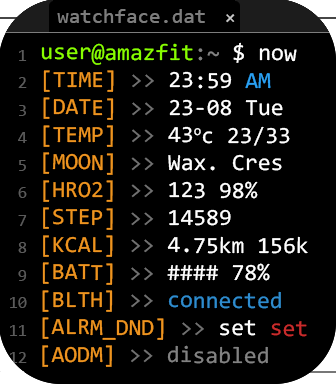 watchface.dat ×
1 user@amazfit:~ $ now
2 [TIME] >> 23:59 AM
3 [DATE] >> 23-08 Tue
4 [TEMP] >> 43ºc 23/33
5 [MOON] >> Wax. Cres
6 [HRO2] >> 123 98%
7 [STEP] >> 14589
8 [KCAL] >> 4.75km 156k
9 [BATT] >> #### 78%
10 [BLTH] >> connected
11 [ALRM_DND] >> set set
12 [AODM] >> disabled